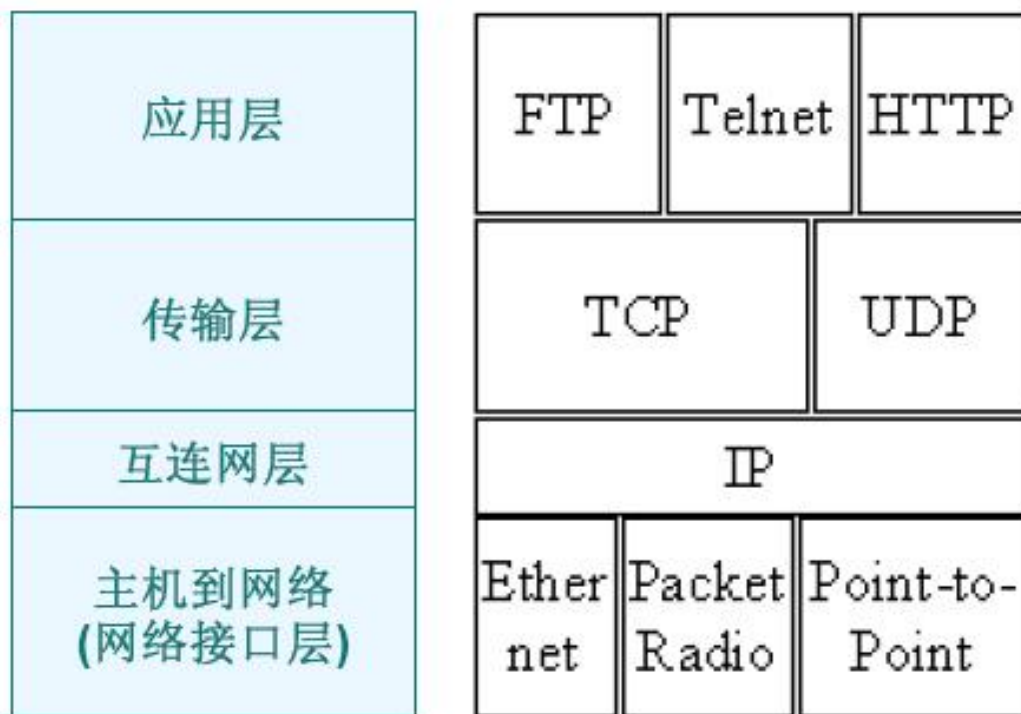 应用层
FTP
Telnet
HTTP
传输层
TCP
UDP
互连网层
IP
主机到网络
(网络接口层)
Ether
net
Packet
Radio
Point-to-
Point